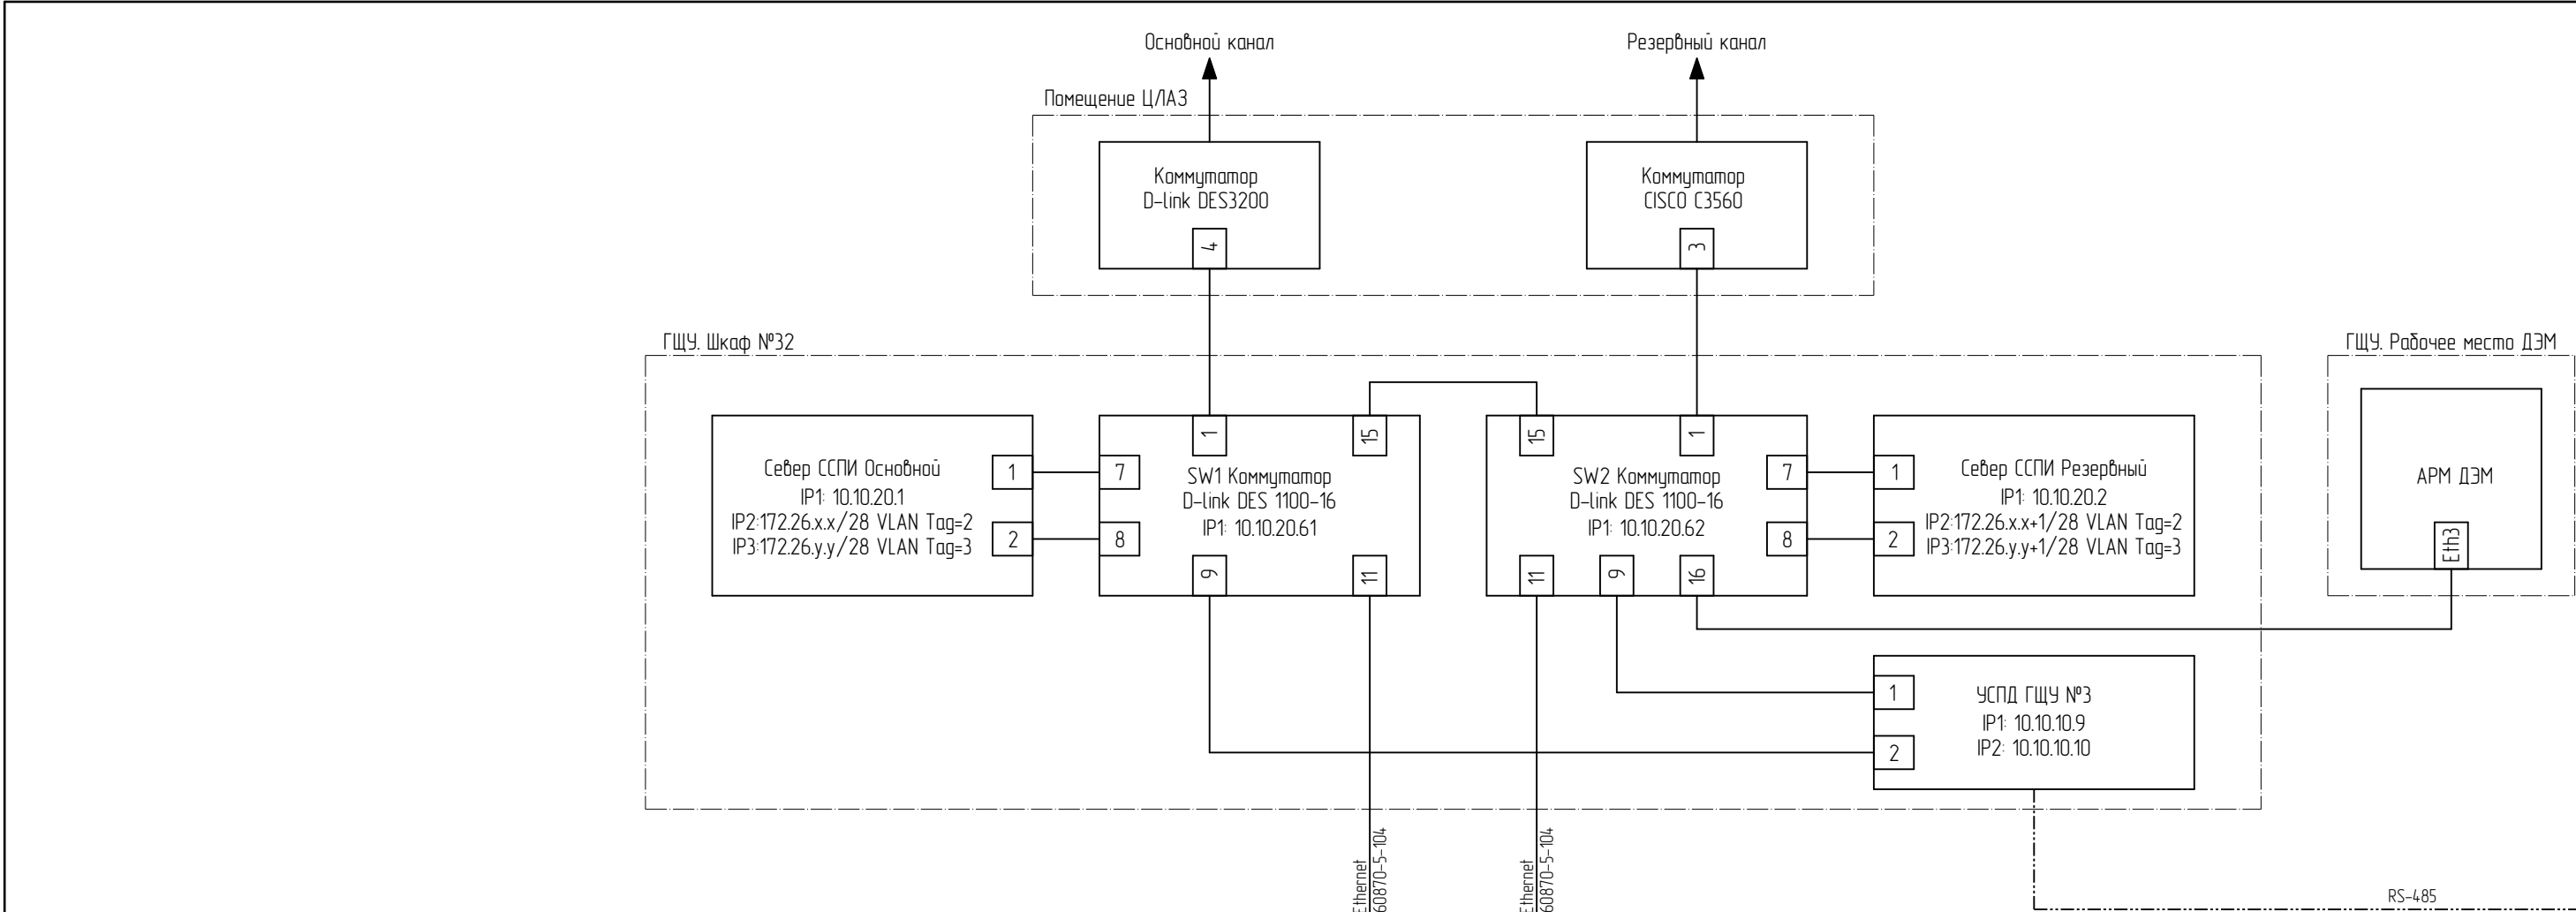 Основной канал
Резервный канал
Помещение ЦЛАЗ
Коммутатор
D-link DES3200
4
Коммутатор
CISCO C3560
3
ГЩУ. Шкаф №32
ГЩУ. Рабочее место ДЭМ
Север ССПИ Основной
IP1: 10.10.20.1
IP2:172.26.x.x/28 VLAN Tag=2
IP3:172.26.y.y/28 VLAN Tag=3
1
2
1
15
7
8
SW1 Коммутатор
D-link DES 1100-16
IP1: 10.10.20.61
9
11
15
1
SW2 Коммутатор
D-link DES 1100-16
IP1: 10.10.20.62
7
8
11
9
16
1
2
Север ССПИ Резервный
IP1: 10.10.20.2
IP2:172.26.x.x+1/28 VLAN Tag=2
IP3:172.26.y.y+1/28 VLAN Tag=3
АРМ ДЭМ
Eth3
1
2
УСПД ГЩУ №3
IP1: 10.10.10.9
IP2: 10.10.10.10
Ethernet
60870-5-104
Ethernet
60870-5-104
RS-485